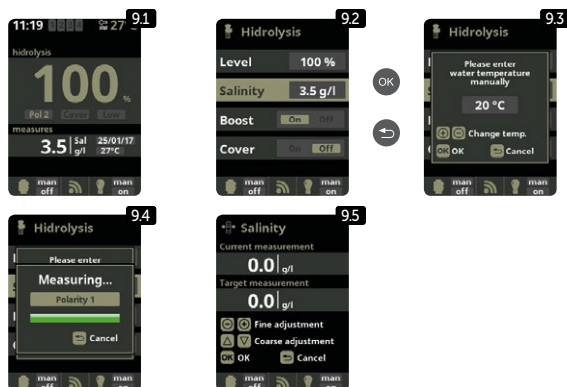 9.1
11:19 27°
hidrolysis
100 %
Pol 2 Cover Low
measures
3.5 Sal g/l 25/01/17 27°C
man off man on
9.2
Hidrolysis
Level 100 %
Salinity 3.5 g/l
Boost On Off
Cover On Off
man off man on
OK
9.3
Please enter
water temperature
manually
20 °C
Change temp.
OK OK Cancel
man off man on
9.4
Hidrolysis
Please enter
Measuring...
Polarity 1
Cancel
man off man on
9.5
Salinity
Current measurement
0.0 g/l
Target measurement
0.0 g/l
Fine adjustment
Coarse adjustment
OK OK Cancel
man off man on